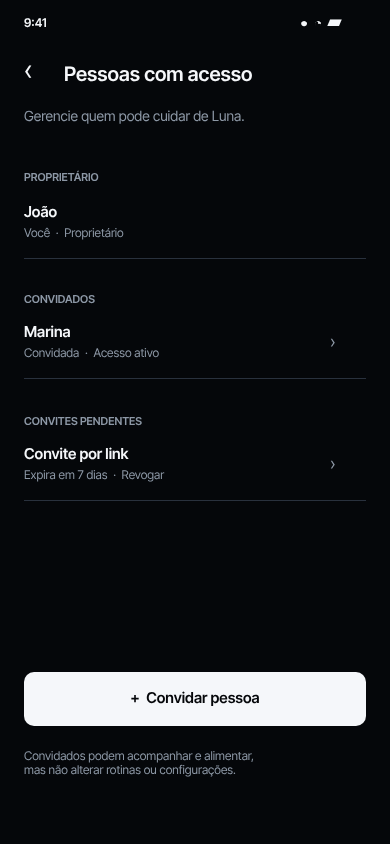 9:41
Pessoas com acesso
Gerencie quem pode cuidar de Luna.
PROPRIETÁRIO
João
Você · Proprietário
CONVIDADOS
Marina
Convidada · Acesso ativo
CONVITES PENDENTES
Convite por link
Expira em 7 dias · Revogar
+ Convidar pessoa
Convidados podem acompanhar e alimentar,
mas não alterar rotinas ou configurações.